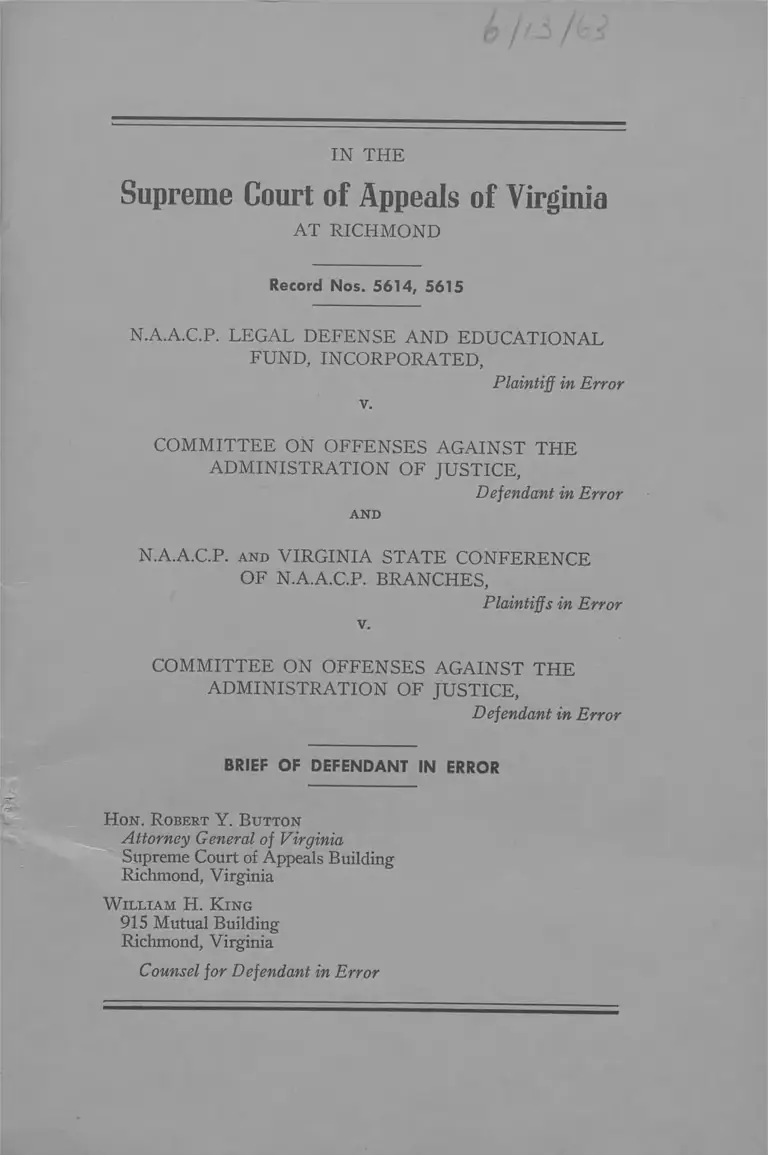 6/13/63
IN THE
Supreme Court of Appeals of Virginia
AT RICHMOND
Record Nos. 5614, 5615
N.A.A.C.P. LEGAL DEFENSE AND EDUCATIONAL
FUND, INCORPORATED,
Plaintiff in Error
v.
COMMITTEE ON OFFENSES AGAINST THE
ADMINISTRATION OF JUSTICE,
Defendant in Error
AND
N.A.A.C.P. AND VIRGINIA STATE CONFERENCE
OF N.A.A.C.P. BRANCHES,
Plaintiffs in Error
v.
COMMITTEE ON OFFENSES AGAINST THE
ADMINISTRATION OF JUSTICE,
Defendant in Error
BRIEF OF DEFENDANT IN ERROR
HON. ROBERT Y. BUTTON
Attorney General of Virginia
Supreme Court of Appeals Building
Richmond, Virginia
WILLIAM H. KING
915 Mutual Building
Richmond, Virginia
Counsel for Defendant in Error